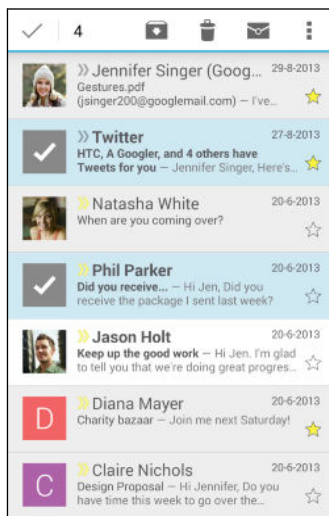 4
» Jennifer Singer (Goog... 29-8-2013
Gestures.pdf
(jsinger200@googlemail.com) – I've...
» Twitter 27-8-2013
HTC, A Googler, and 4 others have
Tweets for you – Jennifer Singer, Here's...
» Natasha White 20-6-2013
When are you coming over?
» Phil Parker 20-6-2013
Did you receive... – Hi Jen, Did you
receive the package I sent last week?
» Jason Holt 20-6-2013
Keep up the good work – Hi Jen. I'm glad
to tell you that we're doing great progres...
D
» Diana Mayer 20-6-2013
Charity bazaar – Join me next Saturday!
C
» Claire Nichols 20-6-2013
Design Proposal – Hi Jennifer, Do you
have time this week to go over the...